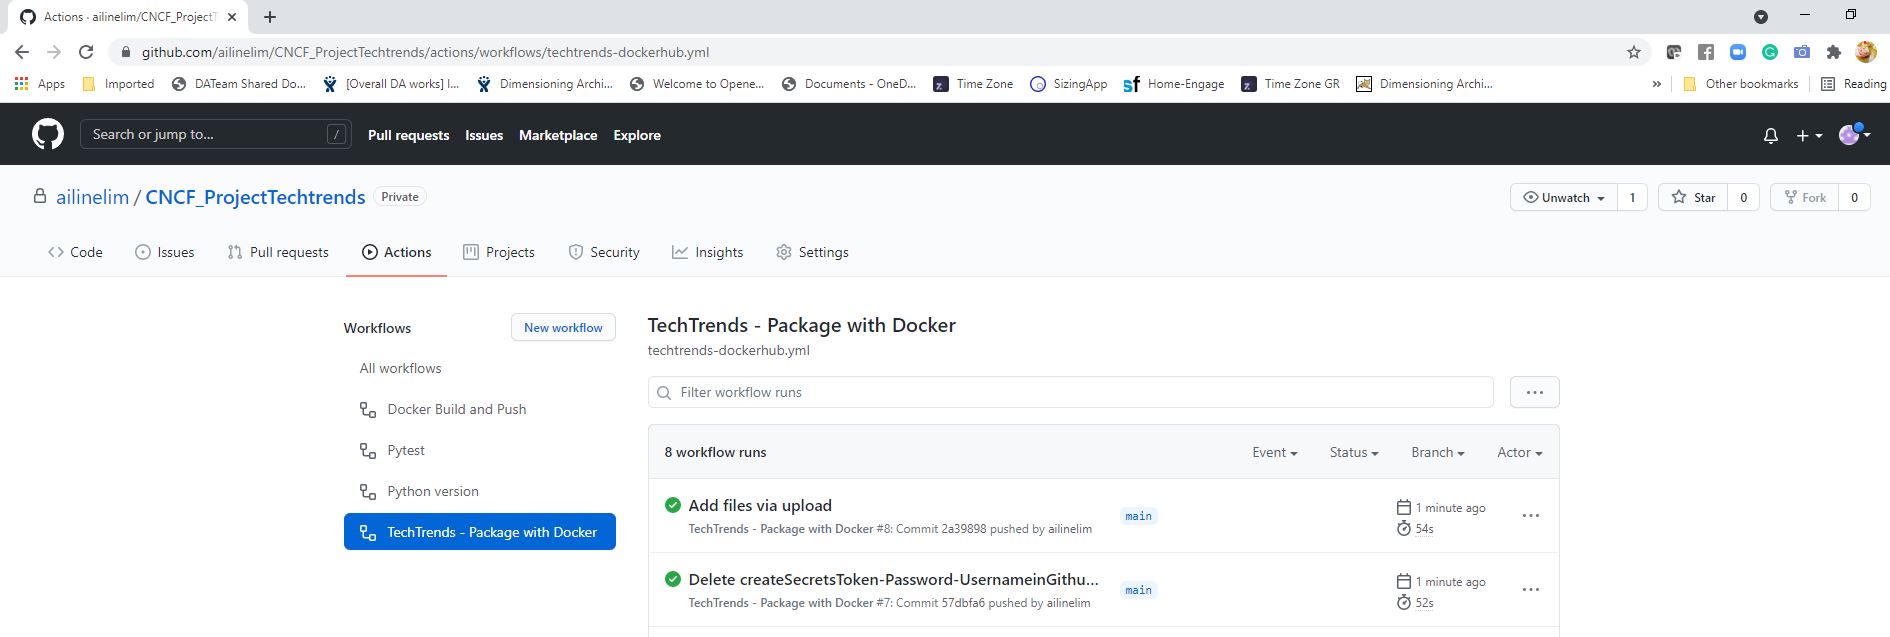 Actions · ailinelim/CNCF_ProjectT
github.com/ailinelim/CNCF_ProjectTechtrends/actions/workflows/techtrends-dockerhub.yml
Apps Imported DATeam Shared Do... [Overall DA works] I... Dimensioning Archi... Welcome to Opene... Documents - OneD... Time Zone SizingApp Home-Engage Time Zone GR Dimensioning Archi... » Other bookmarks Reading
Search or jump to... / Pull requests Issues Marketplace Explore
ailinelim / CNCF_ProjectTechtrends Private Unwatch 1 Star 0 Fork 0
Code Issues Pull requests Actions Projects Security Insights Settings
Workflows New workflow
All workflows
Docker Build and Push
Pytest
Python version
TechTrends - Package with Docker
TechTrends - Package with Docker
techtrends-dockerhub.yml
Filter workflow runs
8 workflow runs Event Status Branch Actor
Add files via upload main 1 minute ago
TechTrends - Package with Docker #8: Commit 2a39898 pushed by ailinelim 54s
Delete createSecretsToken-Password-UsernameinGithu... main 1 minute ago
TechTrends - Package with Docker #7: Commit 57dbfa6 pushed by ailinelim 52s